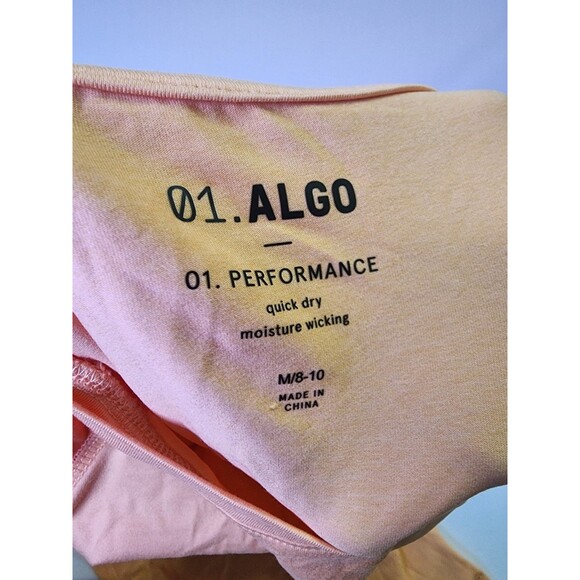 01.ALGO
01. PERFORMANCE
quick dry
moisture wicking
M/8-10
MADE IN
CHINA